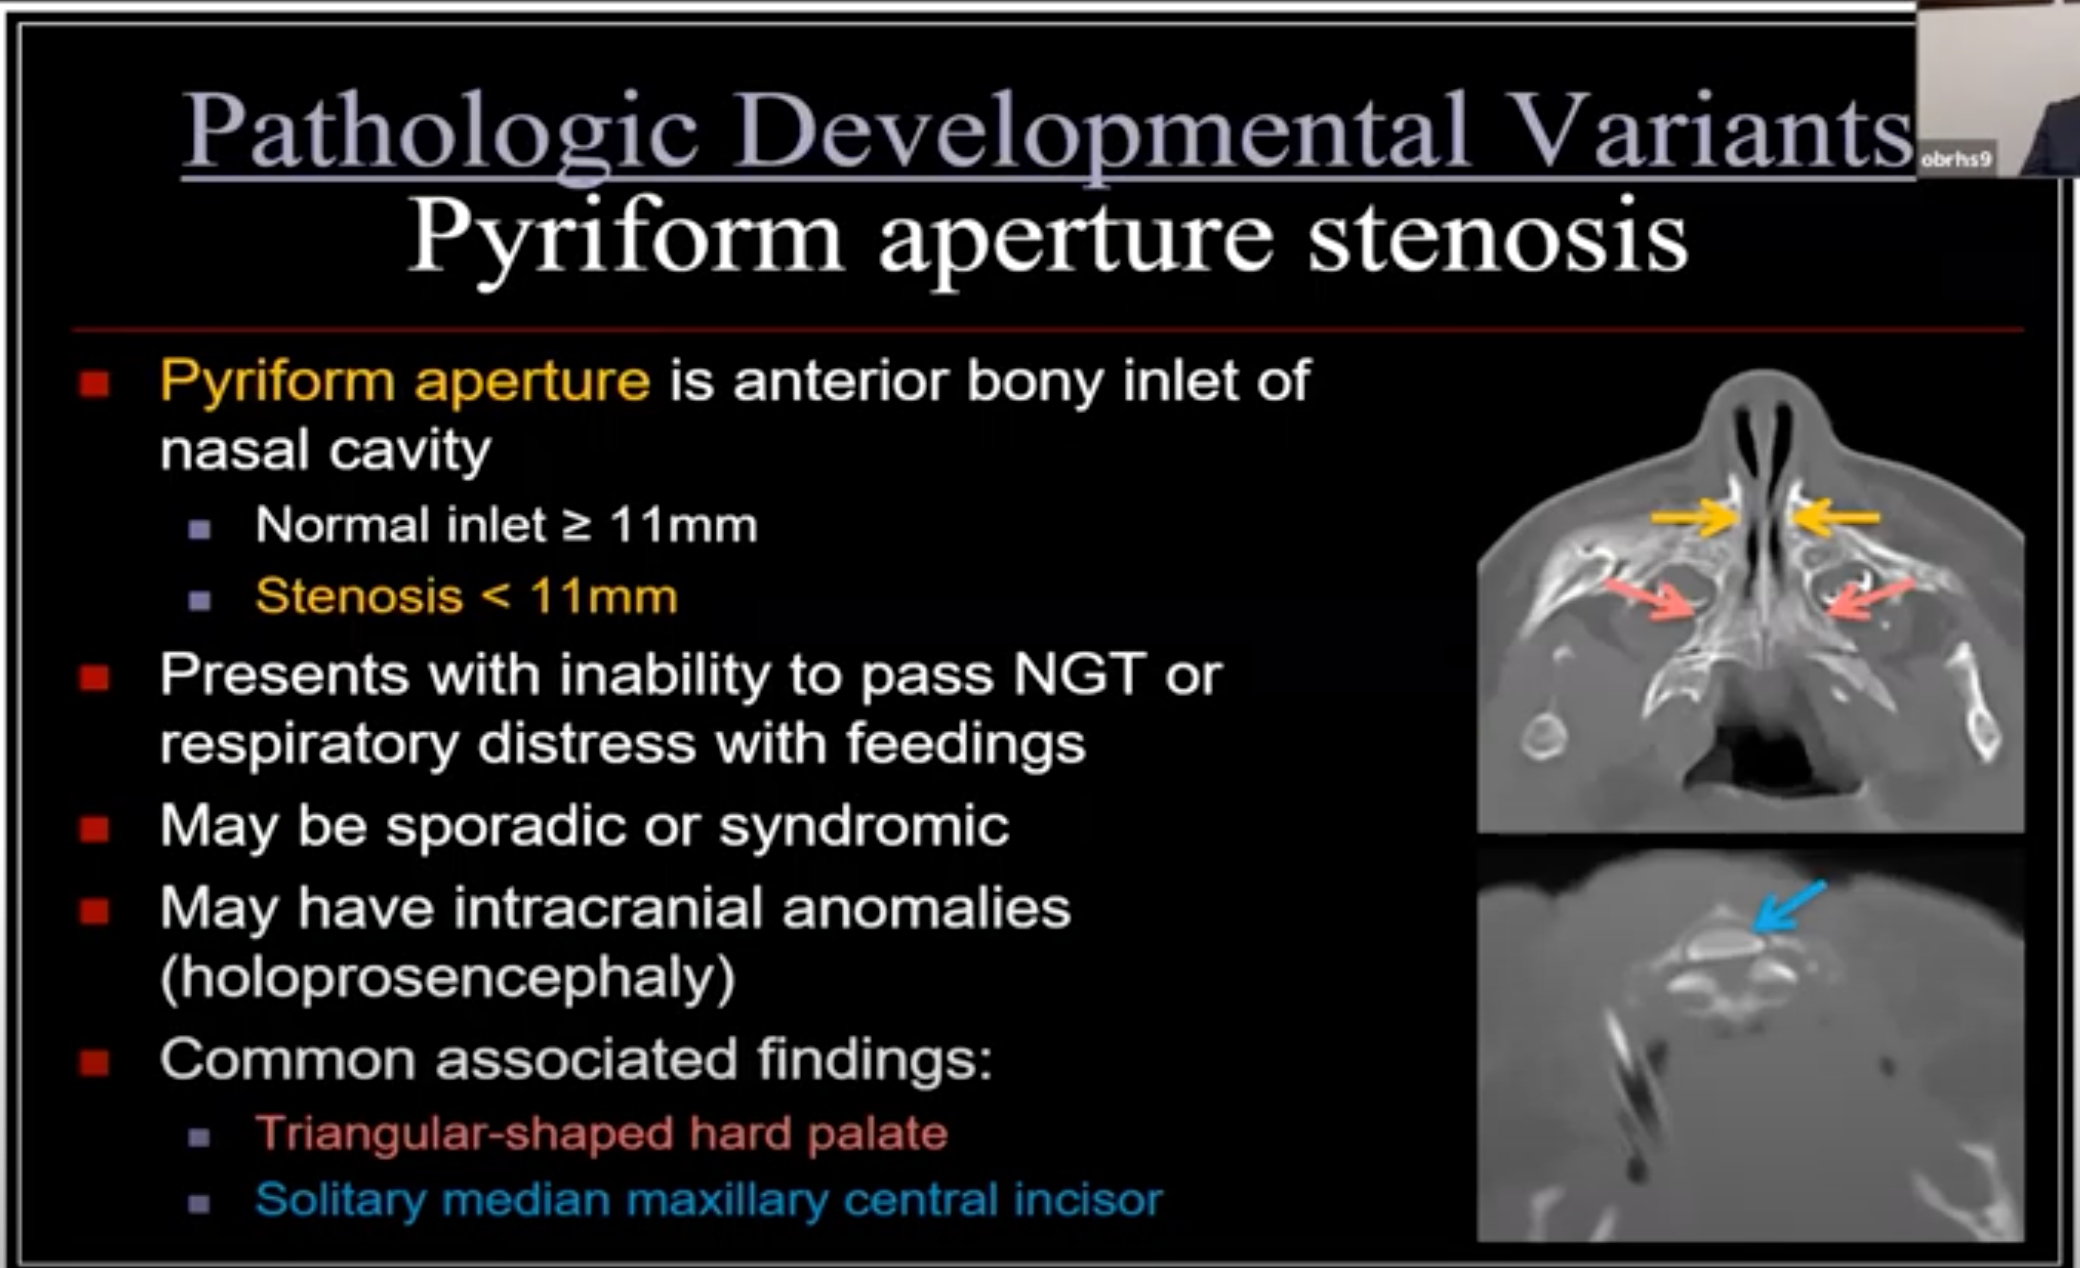 Pathologic Developmental Variants
obrhs9
Pyriform aperture stenosis
Pyriform aperture is anterior bony inlet of
nasal cavity
Normal inlet ≥ 11mm
Stenosis < 11mm
Presents with inability to pass NGT or
respiratory distress with feedings
May be sporadic or syndromic
May have intracranial anomalies
(holoprosencephaly)
Common associated findings:
Triangular-shaped hard palate
Solitary median maxillary central incisor